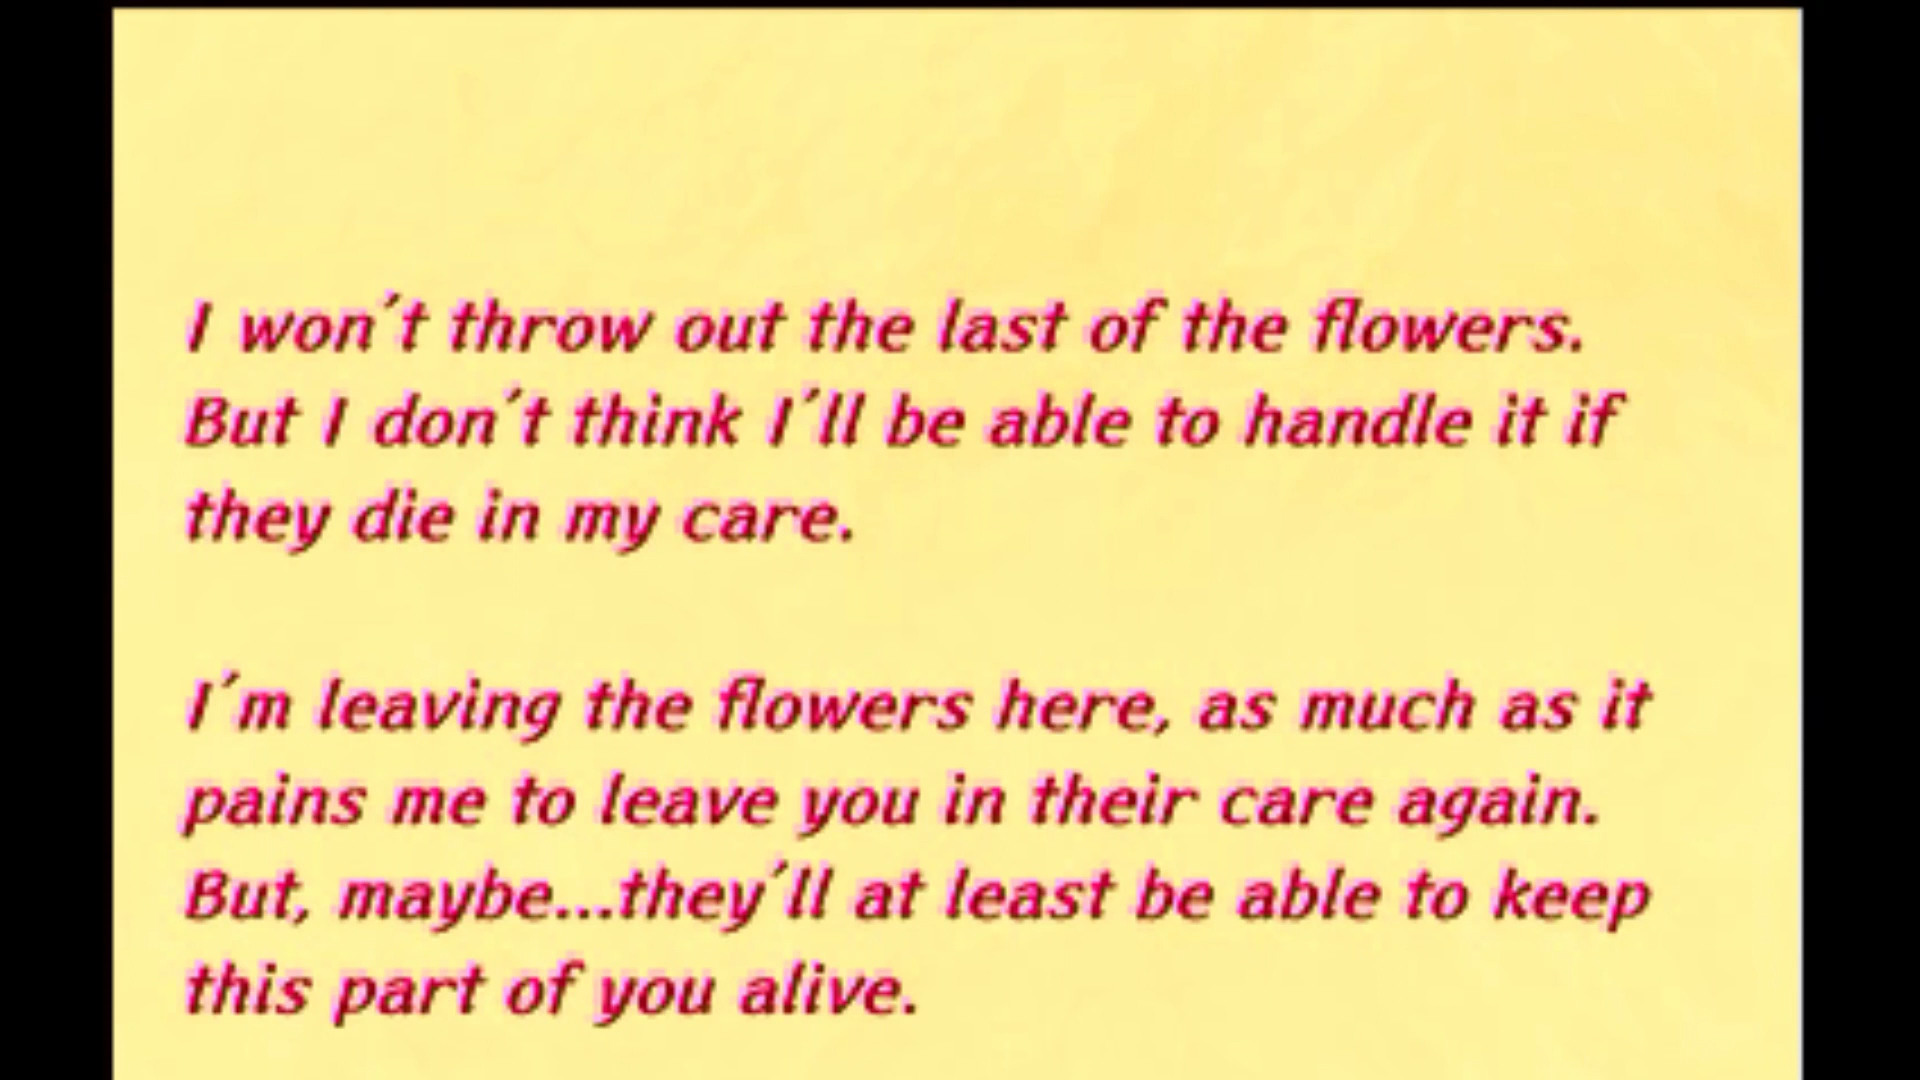 I won´t throw out the last of the flowers.
But I don´t think I´ll be able to handle it if
they die in my care.
I´m leaving the flowers here, as much as it
pains me to leave you in their care again.
But, maybe...they´ll at least be able to keep
this part of you alive.